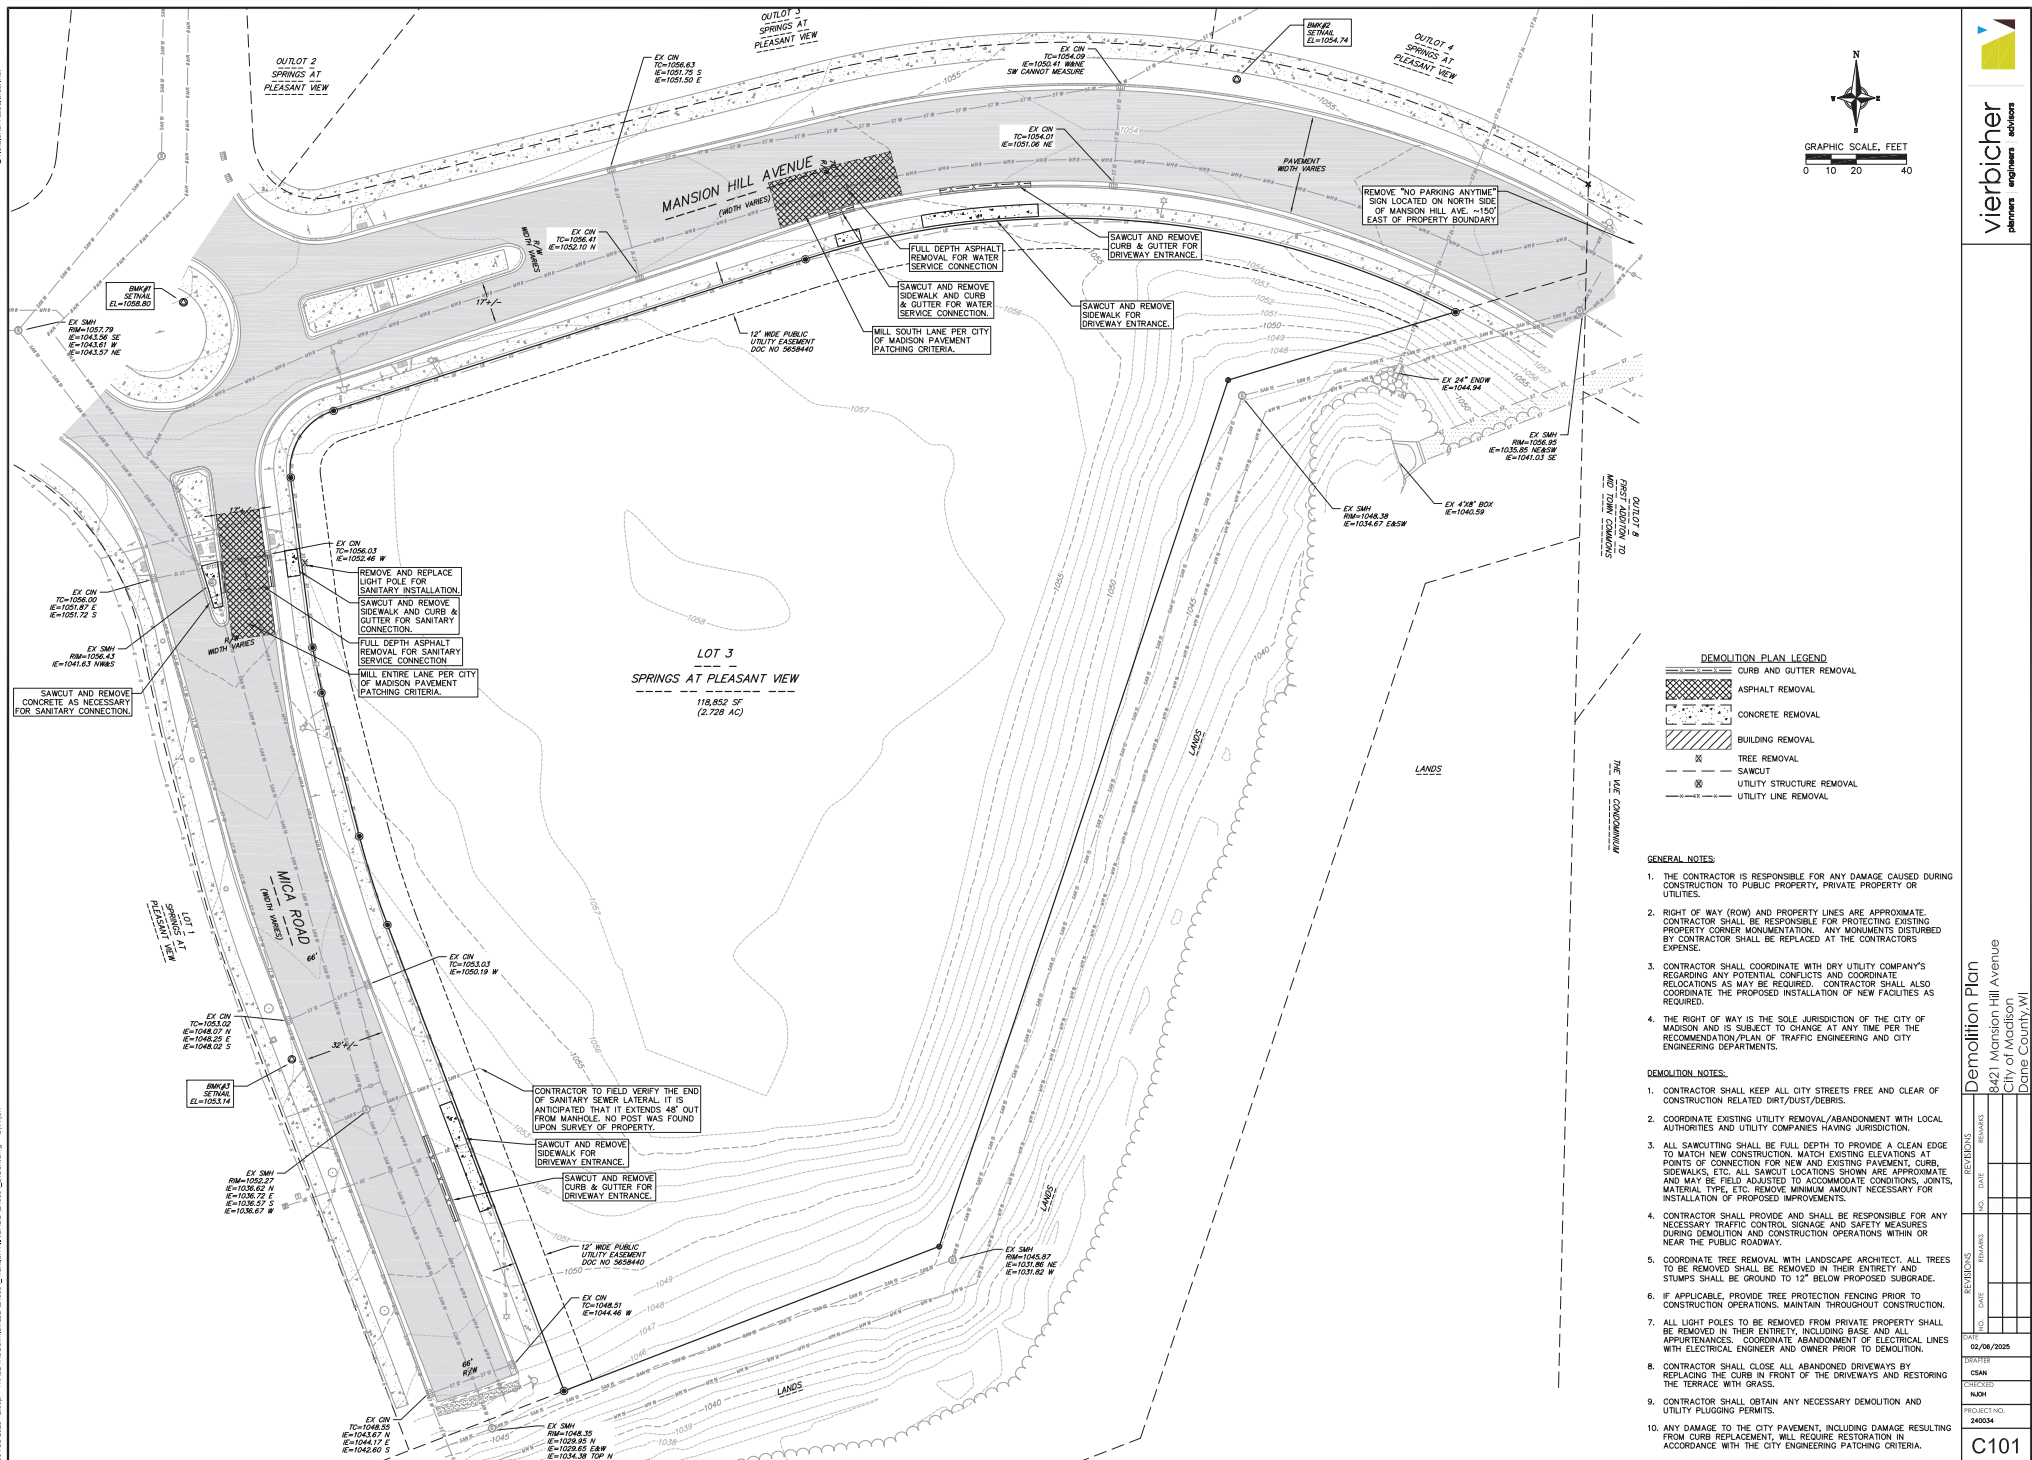 OUTLOT 2
SPRINGS AT
PLEASANT VIEW
OUTLOT 3
SPRINGS AT
PLEASANT VIEW
EX CIN
TC=1056.63
IE=1051.75 S
IE=1051.50 E
EX CIN
TC=1054.09
IE=1050.41 W&NE
SW CANNOT MEASURE
BMK#2
SETNAIL
EL=1054.74
OUTLOT 4
SPRINGS AT
PLEASANT VIEW
EX CIN
TC=1054.01
IE=1051.06 NE
PAVEMENT
WIDTH VARIES
REMOVE "NO PARKING ANYTIME"
SIGN LOCATED ON NORTH SIDE
OF MANSION HILL AVE. ~150'
EAST OF PROPERTY BOUNDARY
MANSION HILL AVENUE
(WIDTH VARIES)
EX CIN
TC=1056.41
IE=1052.10 N
R/W
WIDTH VARIES
17'+/-
BMK#1
SETNAIL
EL=1058.80
EX SMH
RIM=1057.79
IE=1043.56 SE
IE=1043.61 W
IE=1043.57 NE
FULL DEPTH ASPHALT
REMOVAL FOR WATER
SERVICE CONNECTION
SAWCUT AND REMOVE
CURB & GUTTER FOR
DRIVEWAY ENTRANCE.
SAWCUT AND REMOVE
SIDEWALK AND CURB
& GUTTER FOR WATER
SERVICE CONNECTION.
SAWCUT AND REMOVE
SIDEWALK FOR
DRIVEWAY ENTRANCE.
MILL SOUTH LANE PER CITY
OF MADISON PAVEMENT
PATCHING CRITERIA.
12' WIDE PUBLIC
UTILITY EASEMENT
DOC NO 5658440
EX 24" ENDW
IE=1044.94
EX SMH
RIM=1056.95
IE=1035.85 NE&SW
IE=1041.03 SE
EX 4'X8' BOX
IE=1040.59
EX SMH
RIM=1048.38
IE=1034.67 E&SW
OUTLOT 8
FIRST ADDITION TO
MID TOWN COMMONS
EX CIN
TC=1056.03
IE=1052.46 W
REMOVE AND REPLACE
LIGHT POLE FOR
SANITARY INSTALLATION.
SAWCUT AND REMOVE
SIDEWALK AND CURB &
GUTTER FOR SANITARY
CONNECTION.
FULL DEPTH ASPHALT
REMOVAL FOR SANITARY
SERVICE CONNECTION
MILL ENTIRE LANE PER CITY
OF MADISON PAVEMENT
PATCHING CRITERIA.
EX CIN
TC=1056.00
IE=1051.87 E
IE=1051.72 S
EX SMH
RIM=1056.43
IE=1041.63 NW&S
R/W
WIDTH VARIES
SAWCUT AND REMOVE
CONCRETE AS NECESSARY
FOR SANITARY CONNECTION.
LOT 3
SPRINGS AT PLEASANT VIEW
118,852 SF
(2.728 AC)
LANDS
LANDS
LANDS
LANDS
THE VUE CONDOMINIUM
LOT 1
SPRINGS AT
PLEASANT VIEW
MICA ROAD
(WIDTH VARIES)
66'
EX CIN
TC=1053.03
IE=1050.19 W
EX CIN
TC=1053.02
IE=1048.07 N
IE=1048.25 E
IE=1048.02 S
32'+/-
BMK#3
SETNAIL
EL=1053.14
CONTRACTOR TO FIELD VERIFY THE END
OF SANITARY SEWER LATERAL. IT IS
ANTICIPATED THAT IT EXTENDS 48' OUT
FROM MANHOLE. NO POST WAS FOUND
UPON SURVEY OF PROPERTY.
SAWCUT AND REMOVE
SIDEWALK FOR
DRIVEWAY ENTRANCE.
SAWCUT AND REMOVE
CURB & GUTTER FOR
DRIVEWAY ENTRANCE.
EX SMH
RIM=1052.27
IE=1036.62 N
IE=1036.72 E
IE=1036.57 S
IE=1036.67 W
12' WIDE PUBLIC
UTILITY EASEMENT
DOC NO 5658440
EX SMH
RIM=1045.87
IE=1031.86 NE
IE=1031.82 W
EX CIN
TC=1048.51
IE=1044.46 W
66'
R/W
EX CIN
TC=1048.55
IE=1043.67 N
IE=1044.17 E
IE=1042.60 S
EX SMH
RIM=1048.35
IE=1029.95 N
IE=1029.65 E&W
IE=1034.38 TOP N
N
W E
S
GRAPHIC SCALE, FEET
0 10 20 40
DEMOLITION PLAN LEGEND
CURB AND GUTTER REMOVAL
ASPHALT REMOVAL
CONCRETE REMOVAL
BUILDING REMOVAL
TREE REMOVAL
SAWCUT
UTILITY STRUCTURE REMOVAL
UTILITY LINE REMOVAL
GENERAL NOTES:
1. THE CONTRACTOR IS RESPONSIBLE FOR ANY DAMAGE CAUSED DURING
CONSTRUCTION TO PUBLIC PROPERTY, PRIVATE PROPERTY OR
UTILITIES.
2. RIGHT OF WAY (ROW) AND PROPERTY LINES ARE APPROXIMATE.
CONTRACTOR SHALL BE RESPONSIBLE FOR PROTECTING EXISTING
PROPERTY CORNER MONUMENTATION. ANY MONUMENTS DISTURBED
BY CONTRACTOR SHALL BE REPLACED AT THE CONTRACTORS
EXPENSE.
3. CONTRACTOR SHALL COORDINATE WITH DRY UTILITY COMPANY'S
REGARDING ANY POTENTIAL CONFLICTS AND COORDINATE
RELOCATIONS AS MAY BE REQUIRED. CONTRACTOR SHALL ALSO
COORDINATE THE PROPOSED INSTALLATION OF NEW FACILITIES AS
REQUIRED.
4. THE RIGHT OF WAY IS THE SOLE JURISDICTION OF THE CITY OF
MADISON AND IS SUBJECT TO CHANGE AT ANY TIME PER THE
RECOMMENDATION/PLAN OF TRAFFIC ENGINEERING AND CITY
ENGINEERING DEPARTMENTS.
DEMOLITION NOTES:
1. CONTRACTOR SHALL KEEP ALL CITY STREETS FREE AND CLEAR OF
CONSTRUCTION RELATED DIRT/DUST/DEBRIS.
2. COORDINATE EXISTING UTILITY REMOVAL/ABANDONMENT WITH LOCAL
AUTHORITIES AND UTILITY COMPANIES HAVING JURISDICTION.
3. ALL SAWCUTTING SHALL BE FULL DEPTH TO PROVIDE A CLEAN EDGE
TO MATCH NEW CONSTRUCTION. MATCH EXISTING ELEVATIONS AT
POINTS OF CONNECTION FOR NEW AND EXISTING PAVEMENT, CURB,
SIDEWALKS, ETC. ALL SAWCUT LOCATIONS SHOWN ARE APPROXIMATE
AND MAY BE FIELD ADJUSTED TO ACCOMMODATE CONDITIONS, JOINTS,
MATERIAL TYPE, ETC. REMOVE MINIMUM AMOUNT NECESSARY FOR
INSTALLATION OF PROPOSED IMPROVEMENTS.
4. CONTRACTOR SHALL PROVIDE AND SHALL BE RESPONSIBLE FOR ANY
NECESSARY TRAFFIC CONTROL SIGNAGE AND SAFETY MEASURES
DURING DEMOLITION AND CONSTRUCTION OPERATIONS WITHIN OR
NEAR THE PUBLIC ROADWAY.
5. COORDINATE TREE REMOVAL WITH LANDSCAPE ARCHITECT. ALL TREES
TO BE REMOVED SHALL BE REMOVED IN THEIR ENTIRETY AND
STUMPS SHALL BE GROUND TO 12" BELOW PROPOSED SUBGRADE.
6. IF APPLICABLE, PROVIDE TREE PROTECTION FENCING PRIOR TO
CONSTRUCTION OPERATIONS. MAINTAIN THROUGHOUT CONSTRUCTION.
7. ALL LIGHT POLES TO BE REMOVED FROM PRIVATE PROPERTY SHALL
BE REMOVED IN THEIR ENTIRETY, INCLUDING BASE AND ALL
APPURTENANCES. COORDINATE ABANDONMENT OF ELECTRICAL LINES
WITH ELECTRICAL ENGINEER AND OWNER PRIOR TO DEMOLITION.
8. CONTRACTOR SHALL CLOSE ALL ABANDONED DRIVEWAYS BY
REPLACING THE CURB IN FRONT OF THE DRIVEWAYS AND RESTORING
THE TERRACE WITH GRASS.
9. CONTRACTOR SHALL OBTAIN ANY NECESSARY DEMOLITION AND
UTILITY PLUGGING PERMITS.
10. ANY DAMAGE TO THE CITY PAVEMENT, INCLUDING DAMAGE RESULTING
FROM CURB REPLACEMENT, WILL REQUIRE RESTORATION IN
ACCORDANCE WITH THE CITY ENGINEERING PATCHING CRITERIA.
vierbicher
planners engineers advisors
Demolition Plan
8421 Mansion Hill Avenue
City of Madison
Dane County, WI
REVISIONS
NO. DATE REMARKS
REVISIONS
NO. DATE REMARKS
DATE
02/06/2025
DRAFTER
CSAN
CHECKED
NJOH
PROJECT NO.
240034
C101